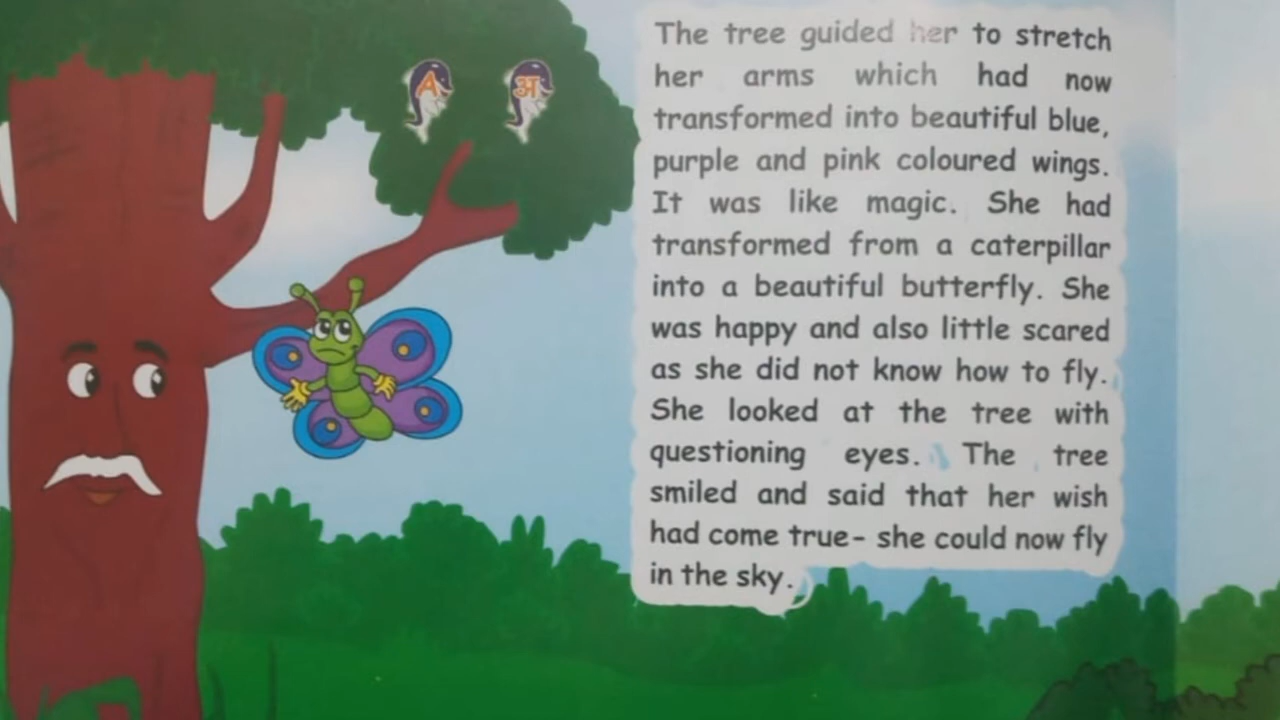 A
अ
The tree guided her to stretch
her arms which had now
transformed into beautiful blue,
purple and pink coloured wings.
It was like magic. She had
transformed from a caterpillar
into a beautiful butterfly. She
was happy and also little scared
as she did not know how to fly.
She looked at the tree with
questioning eyes. The tree
smiled and said that her wish
had come true- she could now fly
in the sky.